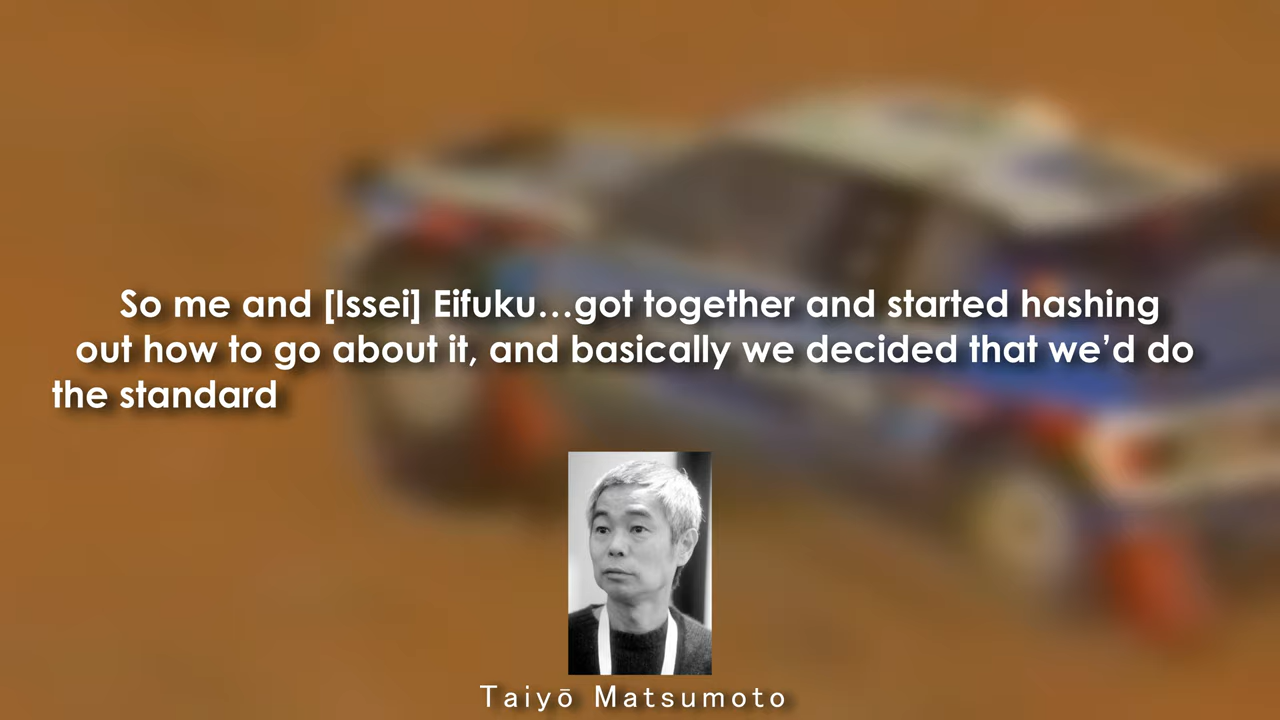 So me and [Issei] Eifuku…got together and started hashing
out how to go about it, and basically we decided that we’d do
the standard
Taiyō Matsumoto